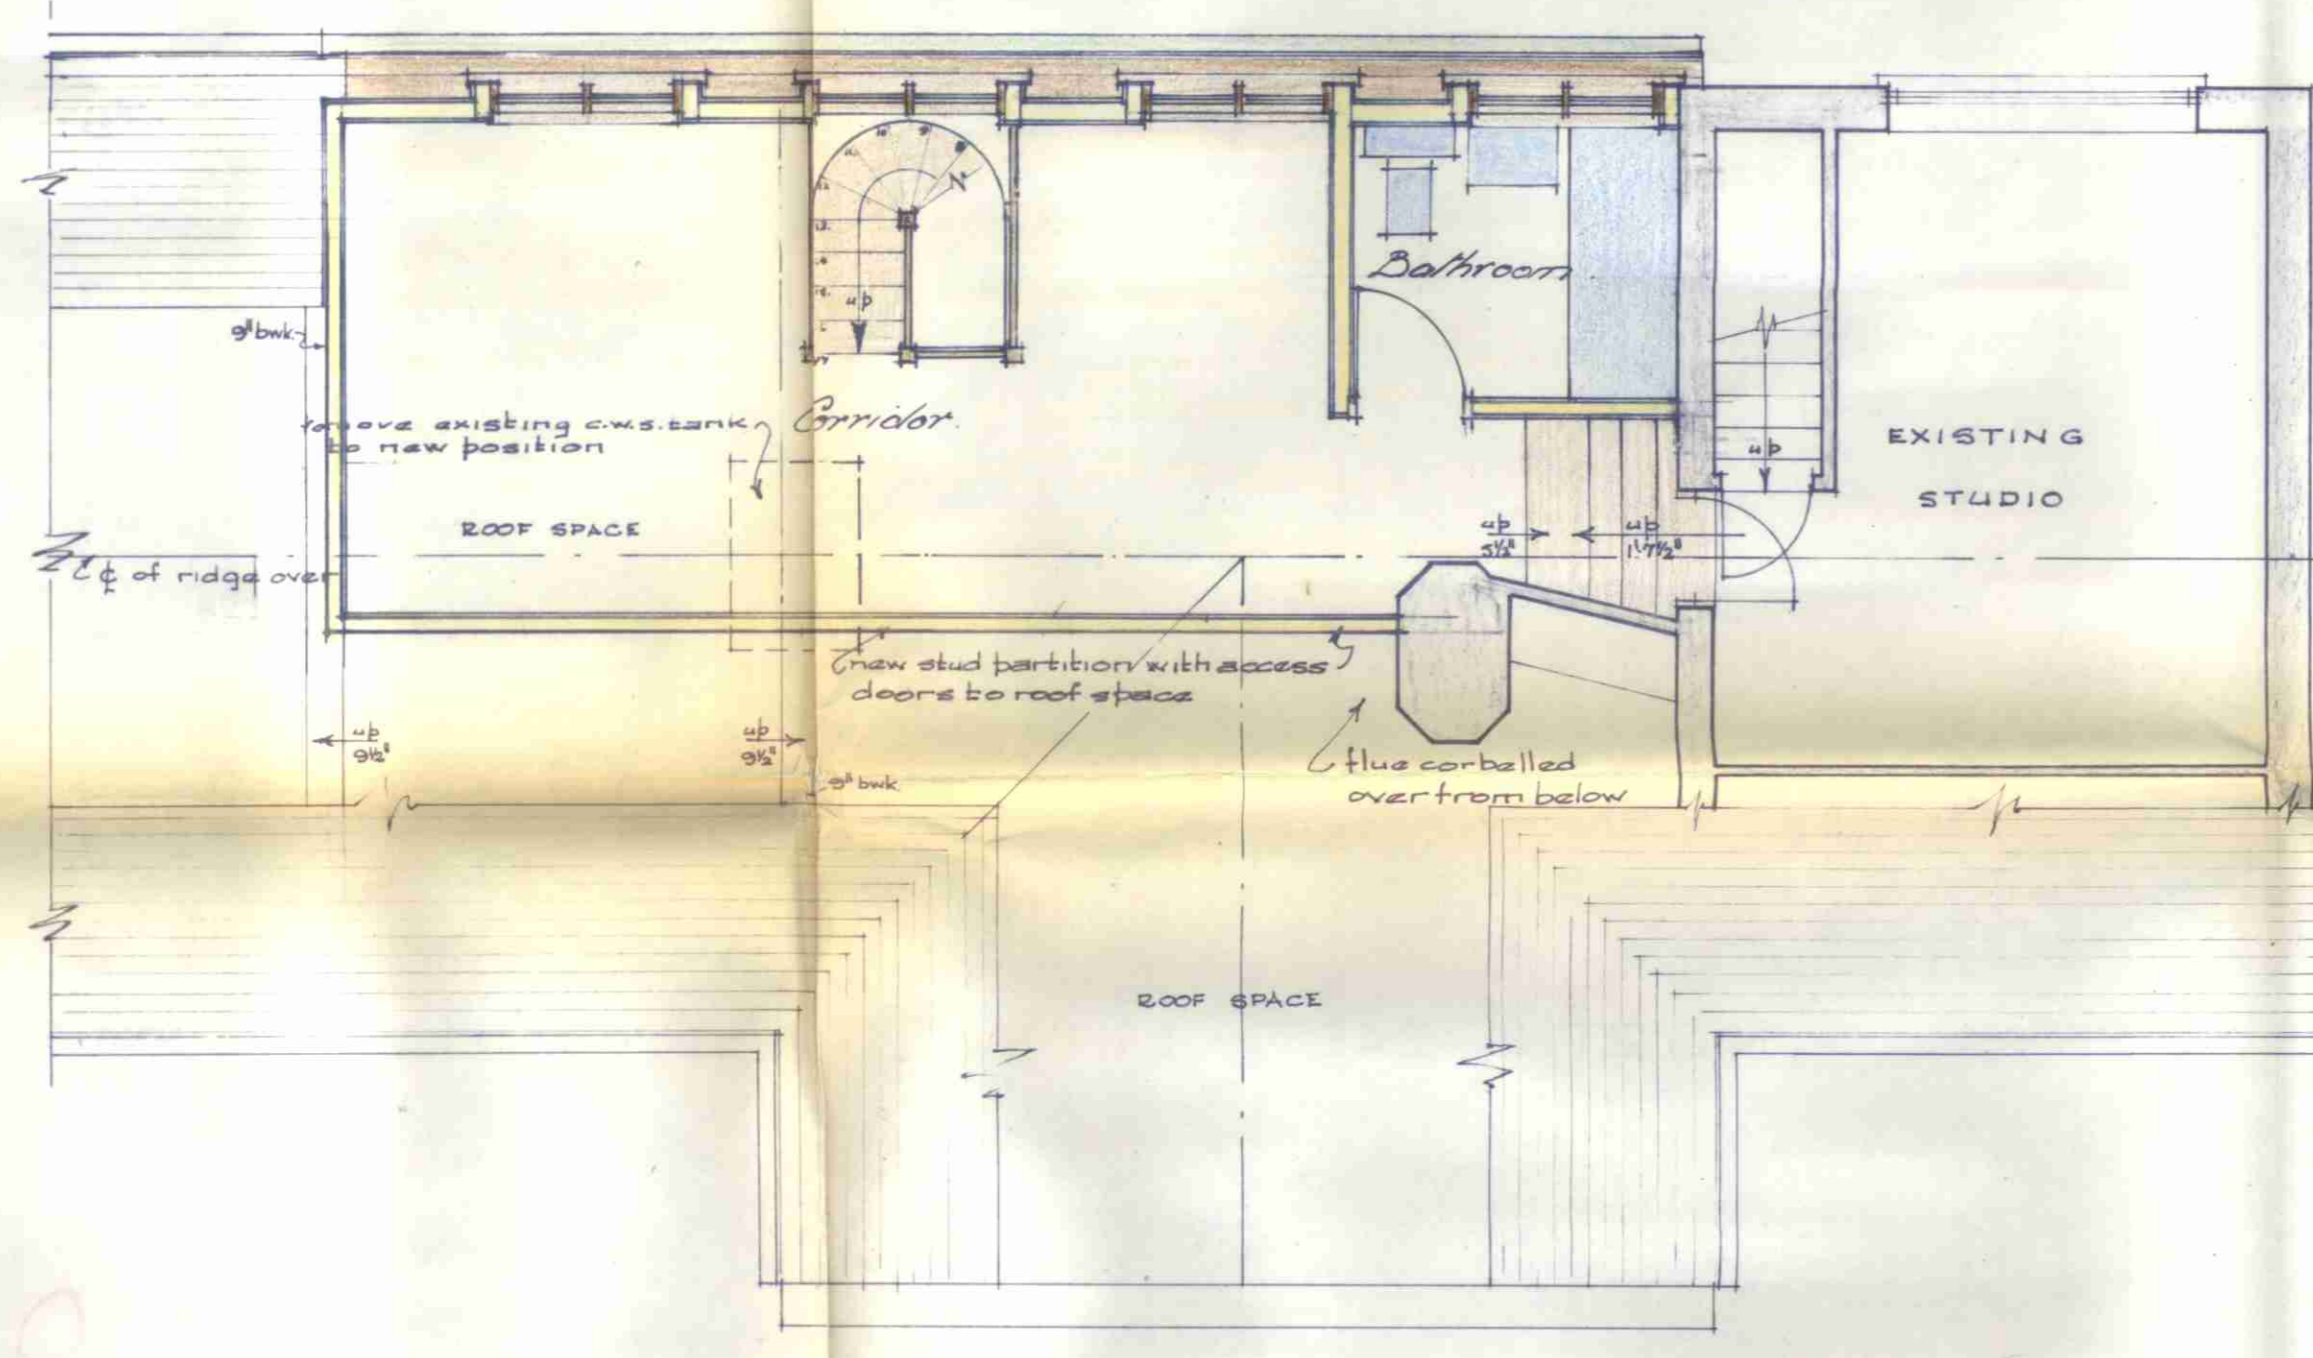 Bathroom
9" bwk
up
remove existing c.w.s. tank
to new position
Corridor.
EXISTING
STUDIO
up
ROOF SPACE
up
5½"
up
1'.7½"
℄ of ridge over
new stud partition with access
doors to roof space
up
9½"
up
9½"
9" bwk
flue corbelled
over from below
ROOF SPACE